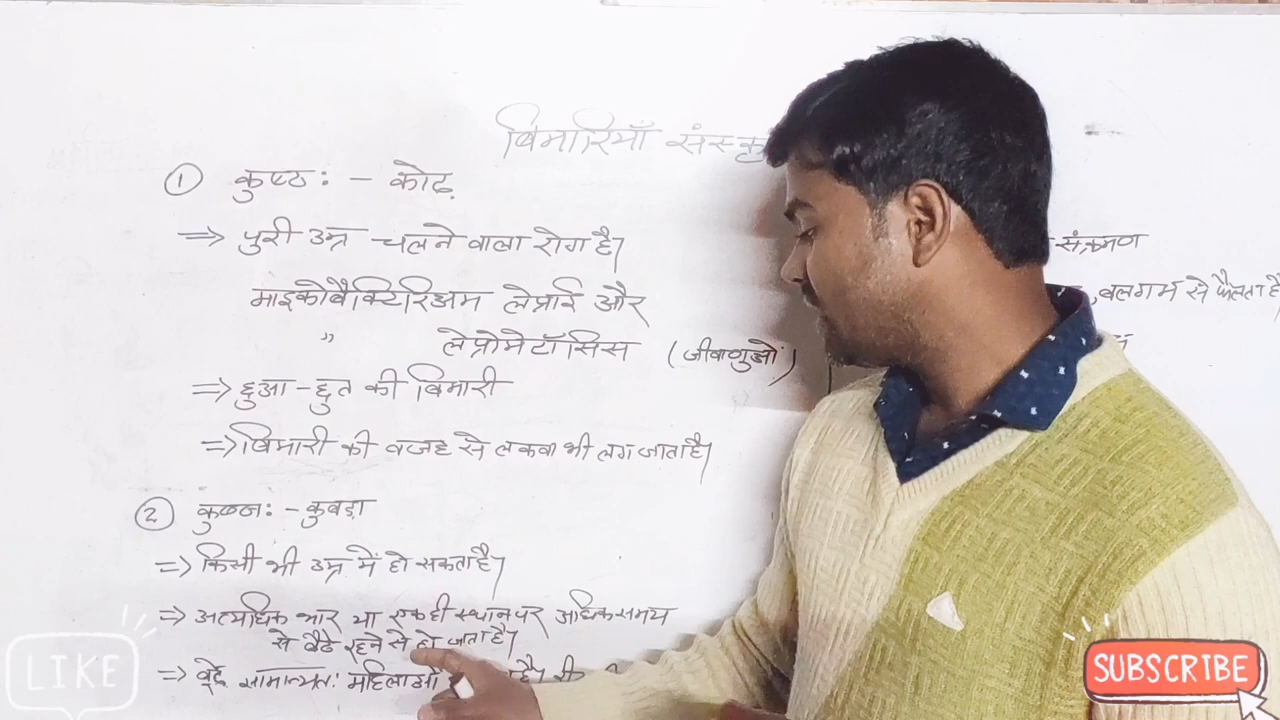 बिमारियाँ
① कुष्ठः - कोढ़
⇒ पुरी उम्र चलने वाला रोग है।
माइकोबैक्टिरिअम लेप्राई और
" लेप्रोमेटॉसिस (जीवाणुओं)
⇒ छुआ-छुत की बिमारी
⇒ बिमारी की वजह से लकवा भी लग जाता है।
संक्रमण
, बलगम से फैलता है
② कुब्जः - कुबड़ा
⇒ किसी भी उम्र में हो सकता है।
⇒ अत्यधिक भार या एक ही स्थान पर अधिक समय
से बैठे रहने से हो जाता है।
⇒ सामान्यतः महिलाओं
LIKE
SUBSCRIBE